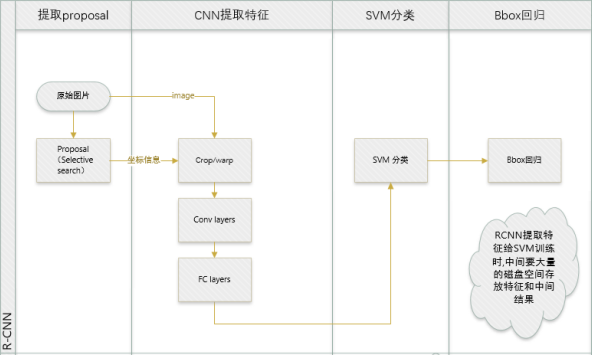 提取proposal
CNN提取特征
SVM分类
Bbox回归
原始图片
image
Proposal
（Selective
search）
坐标信息
Crop/warp
SVM 分类
Bbox回归
Conv layers
FC layers
RCNN提取特
征给SVM训练
时,中间要大量
的磁盘空间存
放特征和中间
结果
R-CNN